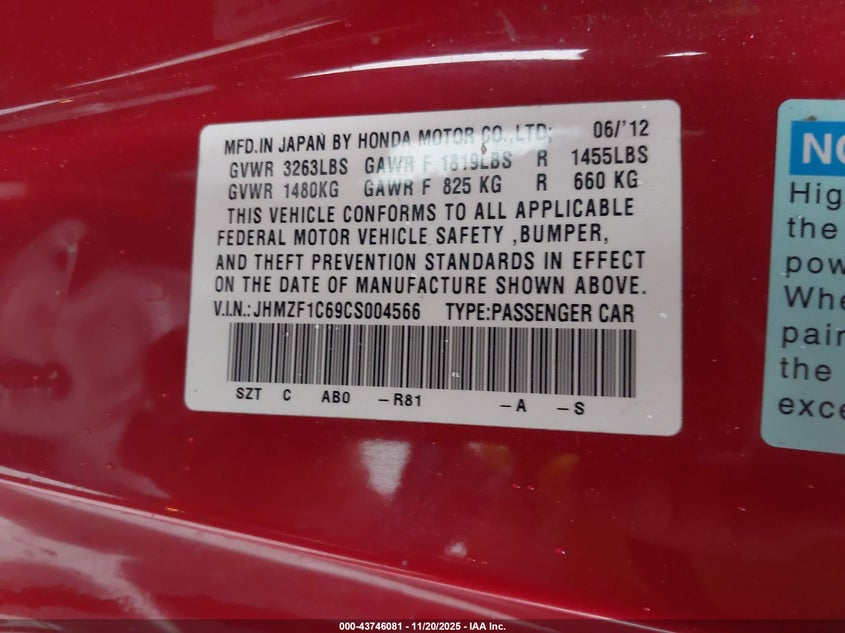 MFD.IN JAPAN BY HONDA MOTOR CO.,LTD; 06/'12
GVWR 3263LBS GAWR F 1819LBS R 1455LBS
GVWR 1480KG GAWR F 825 KG R 660 KG
THIS VEHICLE CONFORMS TO ALL APPLICABLE
FEDERAL MOTOR VEHICLE SAFETY ,BUMPER,
AND THEFT PREVENTION STANDARDS IN EFFECT
ON THE DATE OF MANUFACTURE SHOWN ABOVE.
V.I.N.:JHMZF1C69CS004566 TYPE:PASSENGER CAR
SZT C AB0 -R81 -A -S
NO
Hig
the
pow
Whe
pain
the
exce
000-43746081 - 11/20/2025 - IAA Inc.